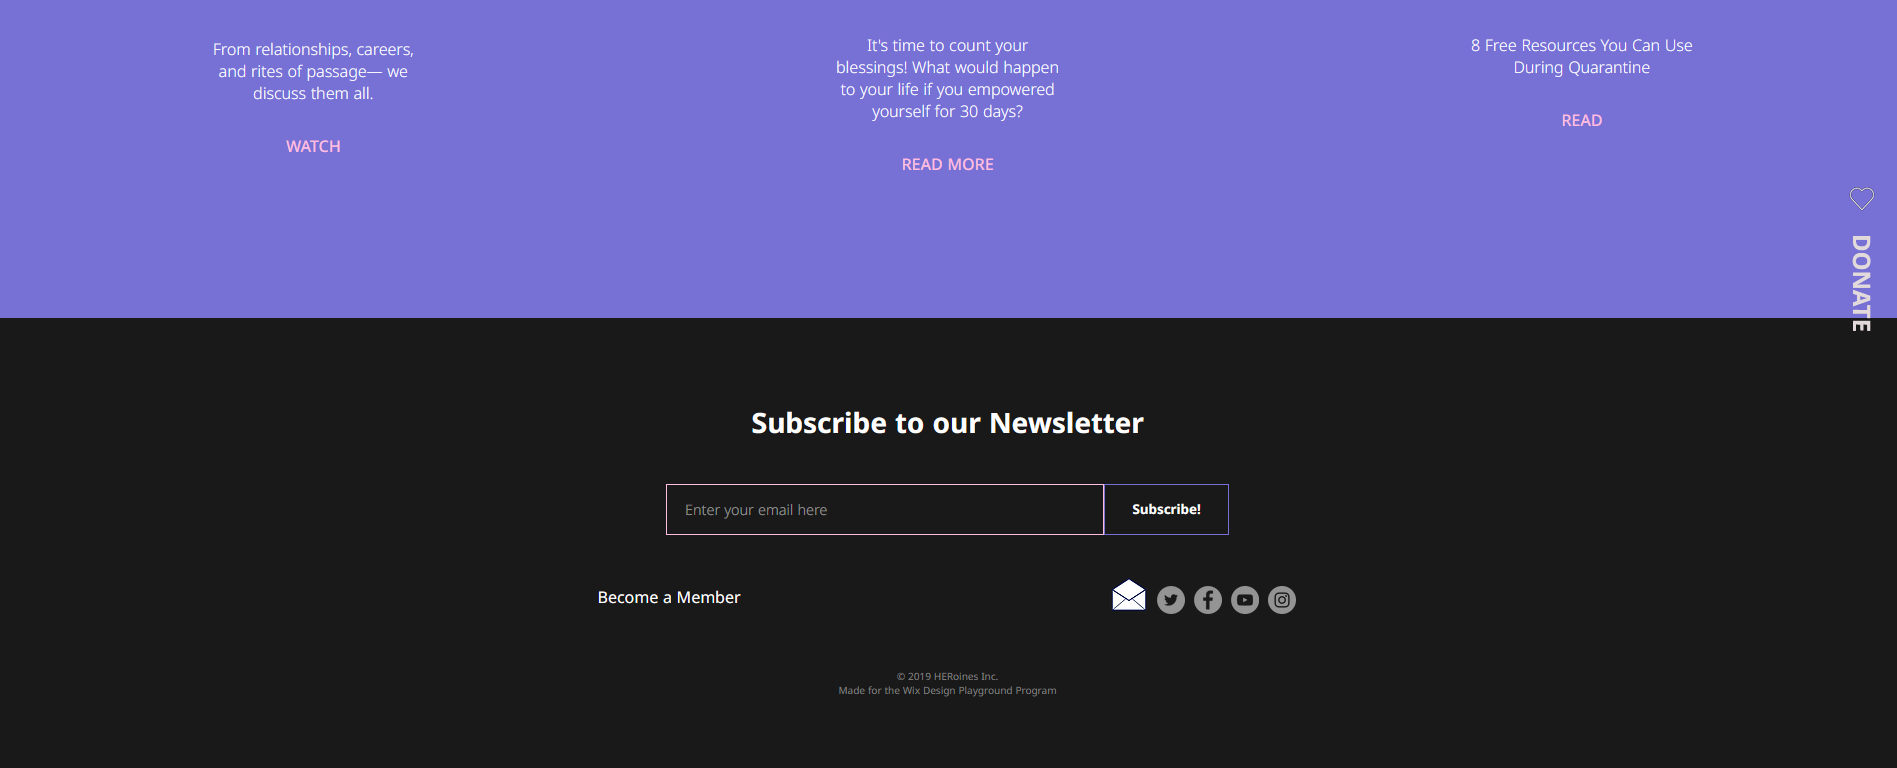 From relationships, careers,
and rites of passage— we
discuss them all.
WATCH
It's time to count your
blessings! What would happen
to your life if you empowered
yourself for 30 days?
READ MORE
8 Free Resources You Can Use
During Quarantine
READ
DONATE
Subscribe to our Newsletter
Enter your email here
Subscribe!
Become a Member
© 2019 HERoines Inc.
Made for the Wix Design Playground Program